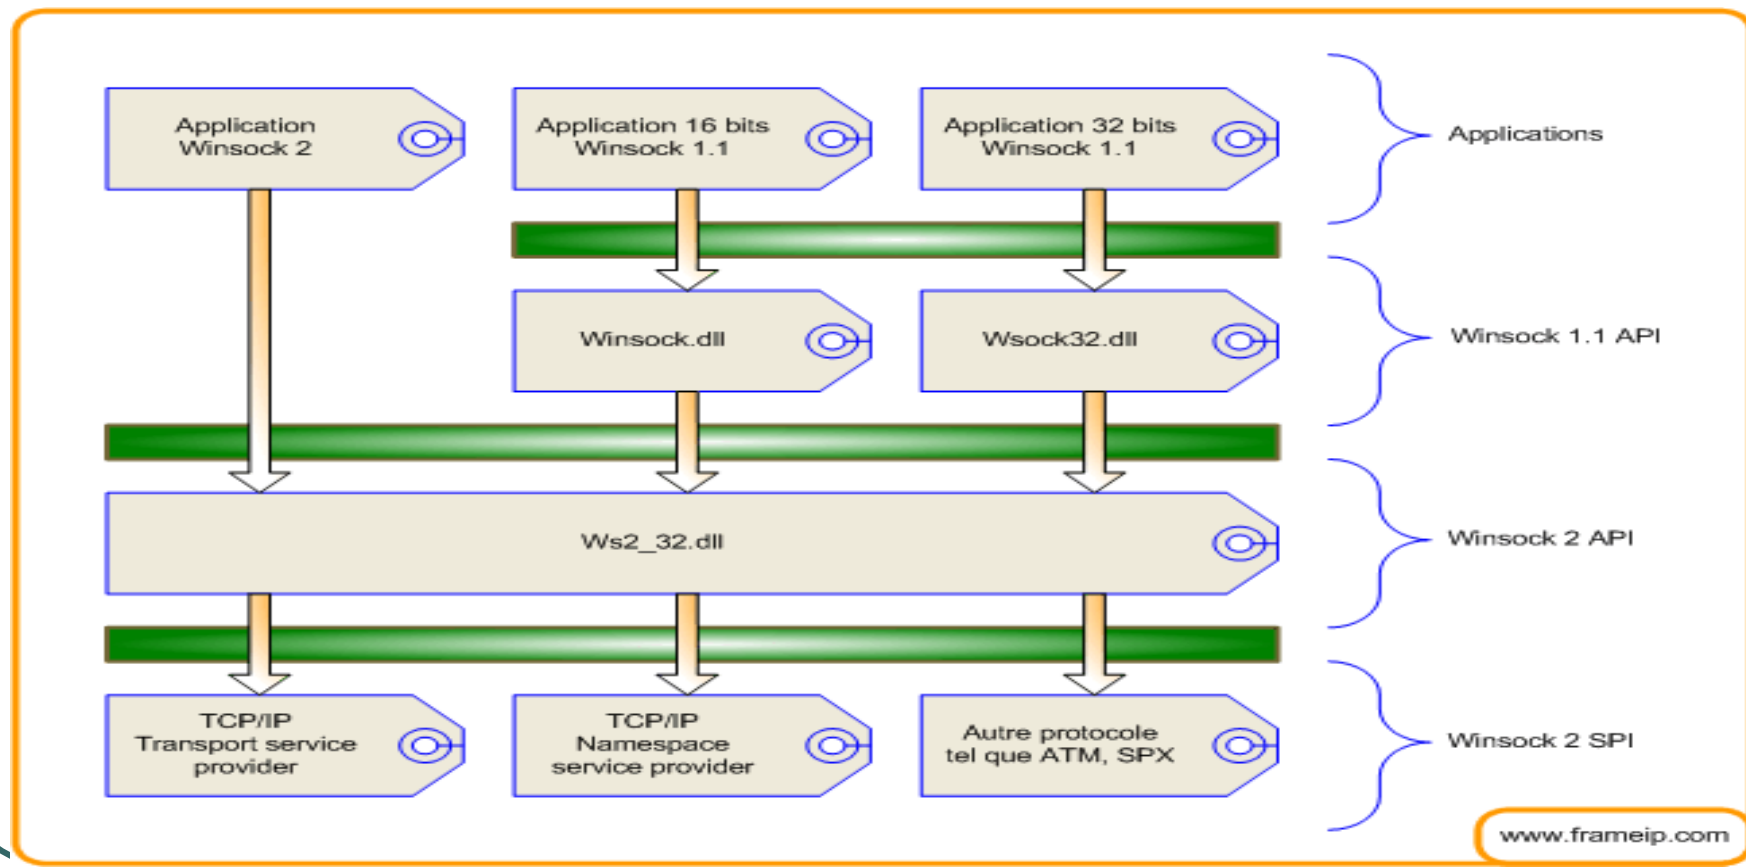 Application
Winsock 2
Application 16 bits
Winsock 1.1
Application 32 bits
Winsock 1.1
Applications
Winsock.dll
Wsock32.dll
Winsock 1.1 API
Ws2_32.dll
Winsock 2 API
TCP/IP
Transport service
provider
TCP/IP
Namespace
service provider
Autre protocole
tel que ATM, SPX
Winsock 2 SPI
www.frameip.com